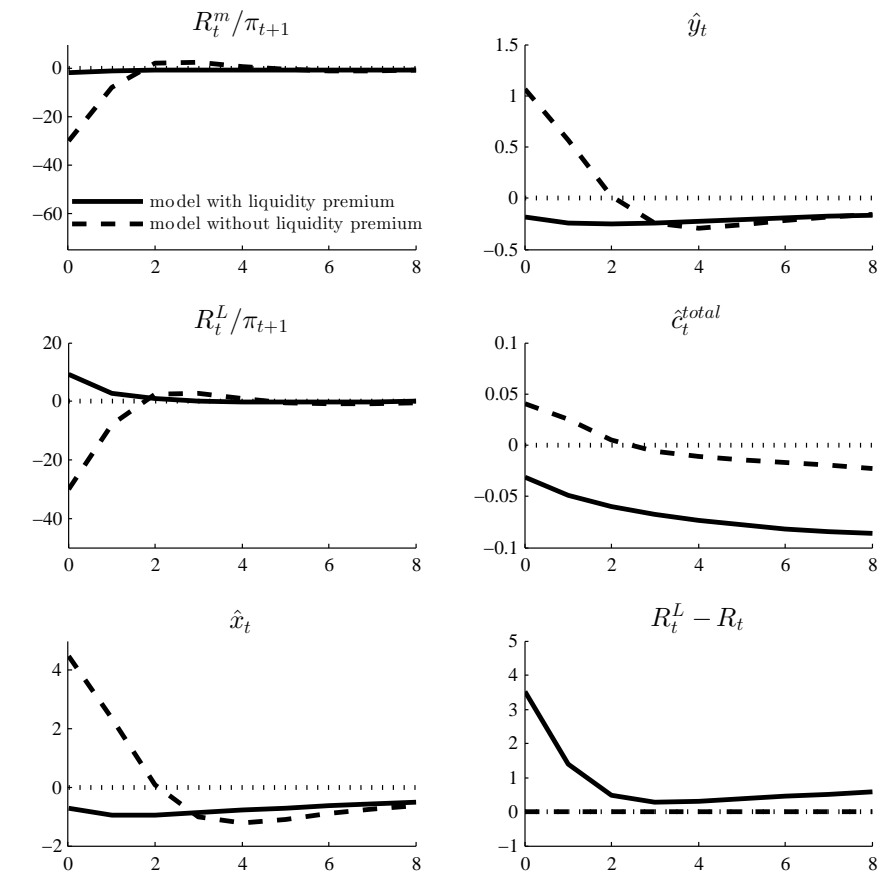 R_t^m/π_{t+1}
0
−20
−40
−60
model with liquidity premium
model without liquidity premium
0 2 4 6 8
ŷ_t
1.5
1
0.5
0
−0.5
0 2 4 6 8
R_t^L/π_{t+1}
20
0
−20
−40
0 2 4 6 8
ĉ_t^{total}
0.1
0.05
0
−0.05
−0.1
0 2 4 6 8
x̂_t
4
2
0
−2
0 2 4 6 8
R_t^L − R_t
5
4
3
2
1
0
−1
0 2 4 6 8